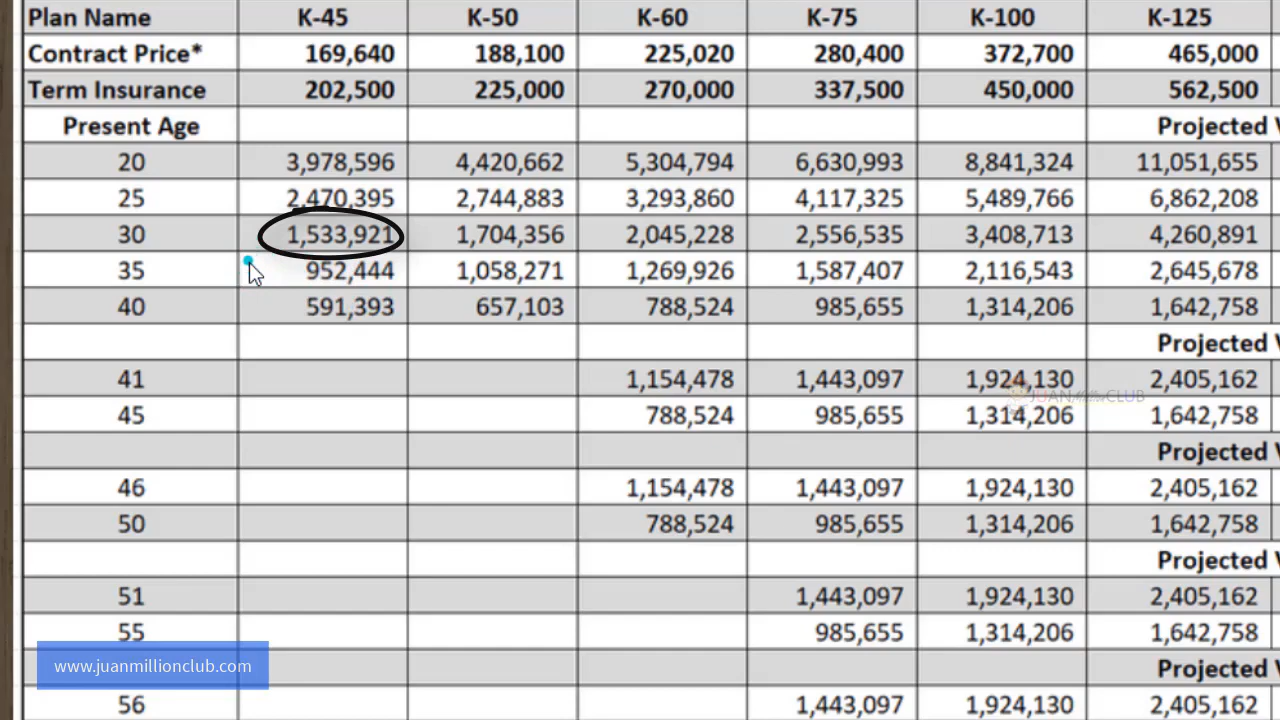 Plan Name K-45 K-50 K-60 K-75 K-100 K-125
Contract Price* 169,640 188,100 225,020 280,400 372,700 465,000
Term Insurance 202,500 225,000 270,000 337,500 450,000 562,500
Present Age Projected
20 3,978,596 4,420,662 5,304,794 6,630,993 8,841,324 11,051,655
25 2,470,395 2,744,883 3,293,860 4,117,325 5,489,766 6,862,208
30 1,533,921 1,704,356 2,045,228 2,556,535 3,408,713 4,260,891
35 952,444 1,058,271 1,269,926 1,587,407 2,116,543 2,645,678
40 591,393 657,103 788,524 985,655 1,314,206 1,642,758
Projected
41 1,154,478 1,443,097 1,924,130 2,405,162
JUAN Million CLUB
45 788,524 985,655 1,314,206 1,642,758
Projected
46 1,154,478 1,443,097 1,924,130 2,405,162
50 788,524 985,655 1,314,206 1,642,758
Projected
51 1,443,097 1,924,130 2,405,162
55 985,655 1,314,206 1,642,758
www.juanmillionclub.com
Projected
56 1,443,097 1,924,130 2,405,162